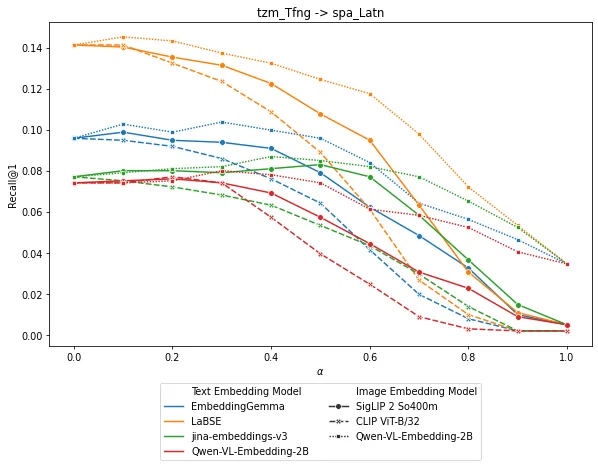 tzm_Tfng -> spa_Latn
Recall@1
0.14
0.12
0.10
0.08
0.06
0.04
0.02
0.00
0.0
0.2
0.4
0.6
0.8
1.0
α
Text Embedding Model
EmbeddingGemma
LaBSE
jina-embeddings-v3
Qwen-VL-Embedding-2B
Image Embedding Model
SigLIP 2 So400m
CLIP ViT-B/32
Qwen-VL-Embedding-2B